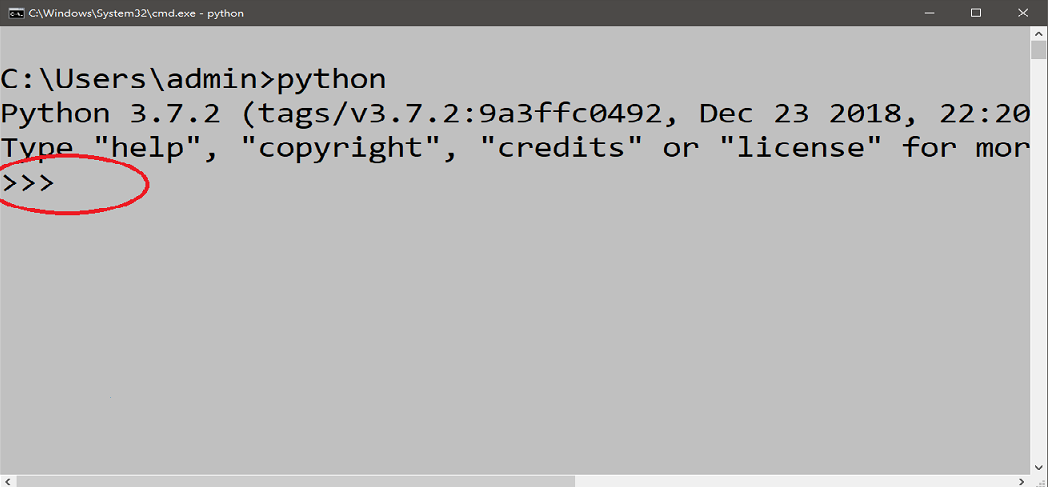 C:\Windows\System32\cmd.exe - python
C:\Users\admin>python
Python 3.7.2 (tags/v3.7.2:9a3ffc0492, Dec 23 2018, 22:20
Type "help", "copyright", "credits" or "license" for mor
>>>